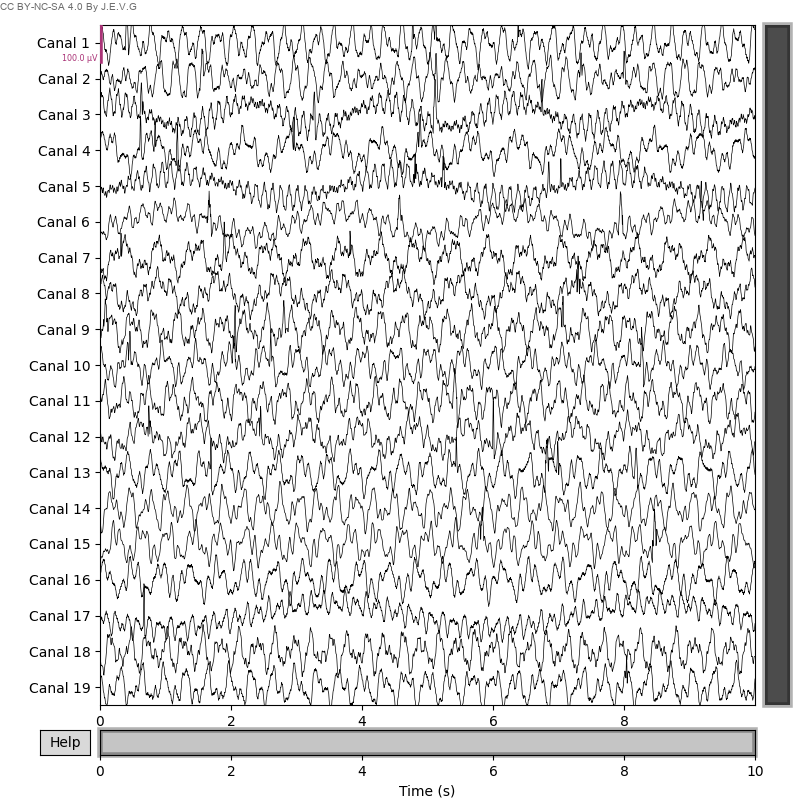 CC BY-NC-SA 4.0 By J.E.V.G
Canal 1
100.0 µV
Canal 2
Canal 3
Canal 4
Canal 5
Canal 6
Canal 7
Canal 8
Canal 9
Canal 10
Canal 11
Canal 12
Canal 13
Canal 14
Canal 15
Canal 16
Canal 17
Canal 18
Canal 19
0 2 4 6 8
Help
0 2 4 6 8 10
Time (s)